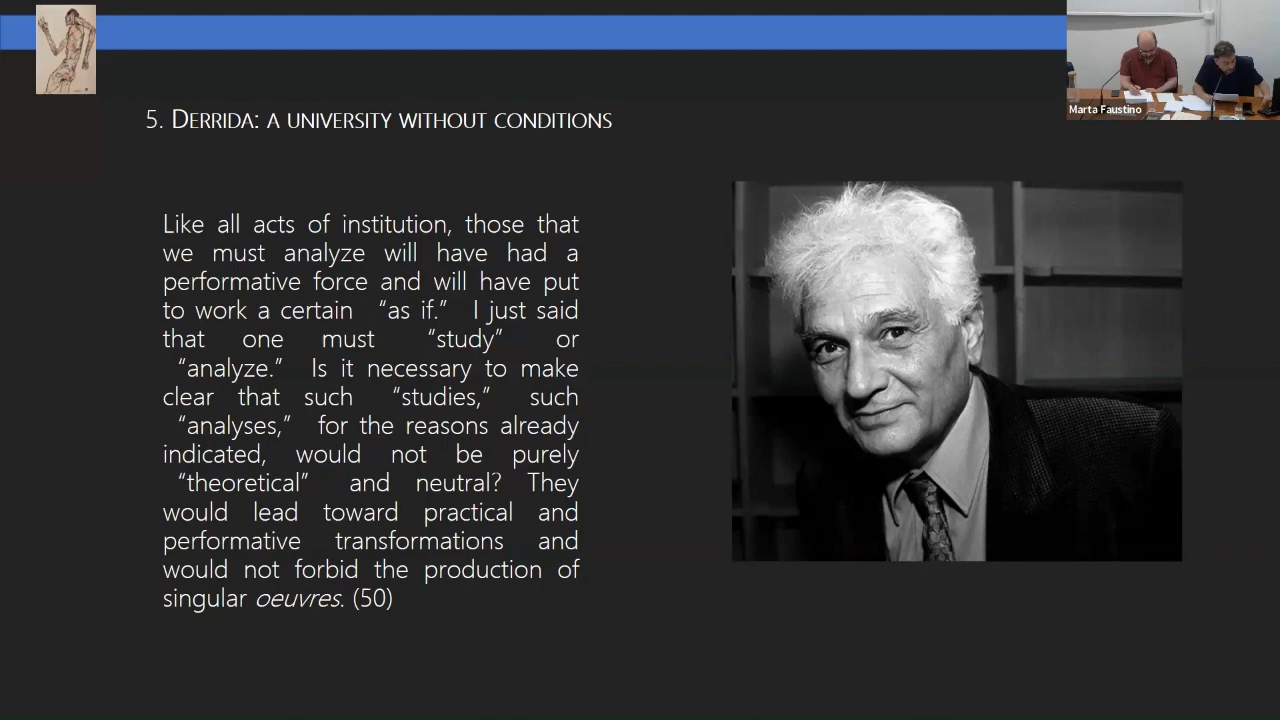 Marta Faustino
5. DERRIDA: A UNIVERSITY WITHOUT CONDITIONS
Like all acts of institution, those that
we must analyze will have had a
performative force and will have put
to work a certain “as if.” I just said
that one must “study” or
“analyze.” Is it necessary to make
clear that such “studies,” such
“analyses,” for the reasons already
indicated, would not be purely
“theoretical” and neutral? They
would lead toward practical and
performative transformations and
would not forbid the production of
singular oeuvres. (50)